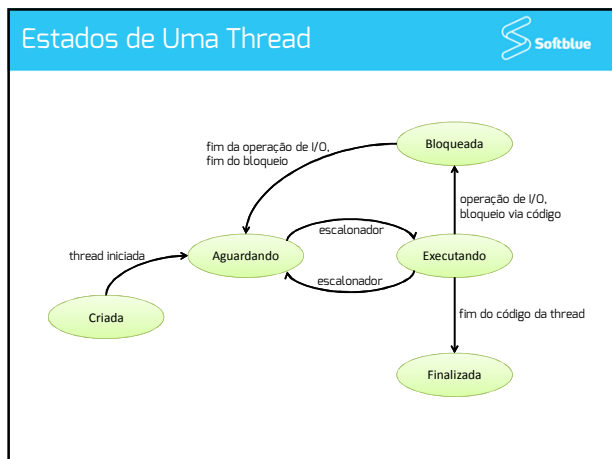 Estados de Uma Thread
Softblue
Bloqueada
fim da operação de I/O,
fim do bloqueio
operação de I/O,
bloqueio via código
escalonador
thread iniciada
Aguardando
Executando
escalonador
Criada
fim do código da thread
Finalizada